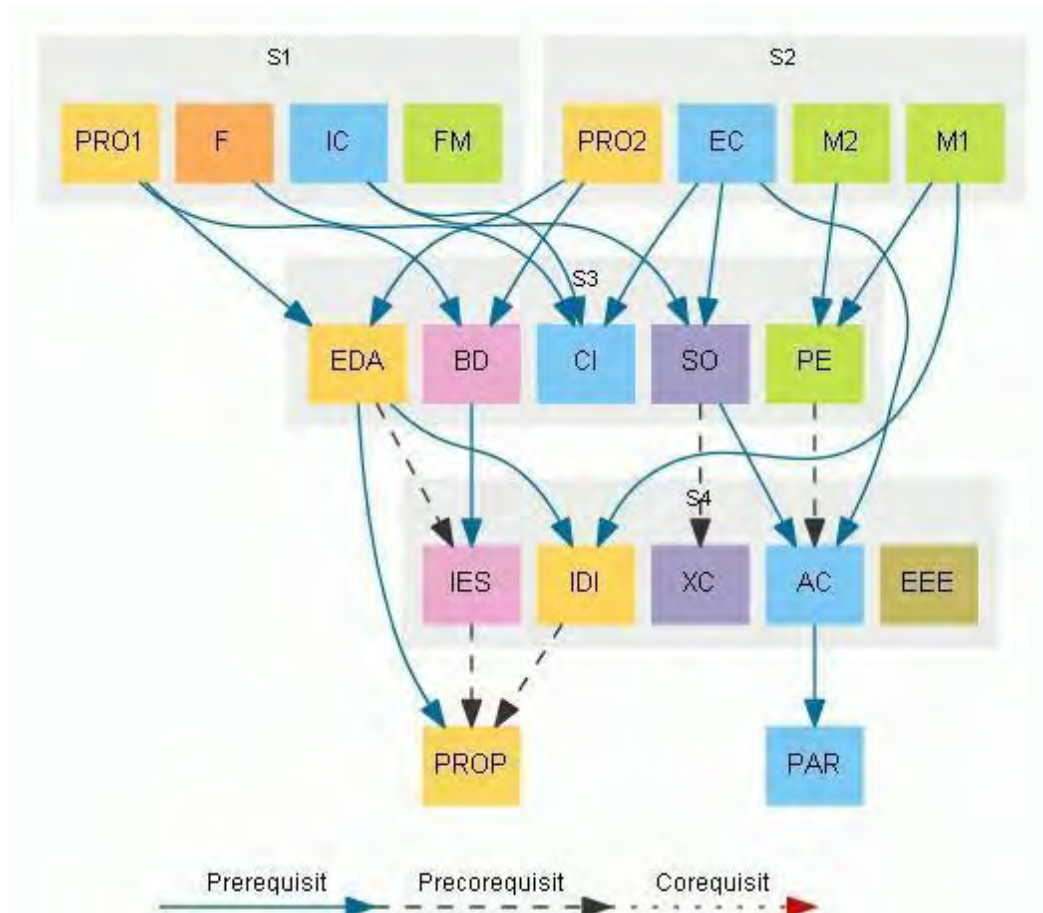 S1
S2
PRO1
F
IC
FM
PRO2
EC
M2
M1
S3
EDA
BD
CI
SO
PE
S4
IES
IDI
XC
AC
EEE
PROP
PAR
Prerequisit
Precorequisit
Corequisit